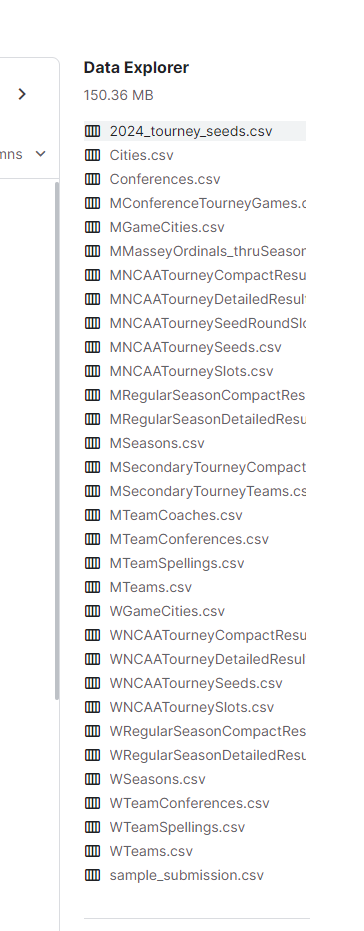 Data Explorer
150.36 MB
mns
2024_tourney_seeds.csv
Cities.csv
Conferences.csv
MConferenceTourneyGames.c
MGameCities.csv
MMasseyOrdinals_thruSeason
MNCAATourneyCompactResu
MNCAATourneyDetailedResul
MNCAATourneySeedRoundSlo
MNCAATourneySeeds.csv
MNCAATourneySlots.csv
MRegularSeasonCompactRes
MRegularSeasonDetailedResu
MSeasons.csv
MSecondaryTourneyCompact
MSecondaryTourneyTeams.cs
MTeamCoaches.csv
MTeamConferences.csv
MTeamSpellings.csv
MTeams.csv
WGameCities.csv
WNCAATourneyCompactResu
WNCAATourneyDetailedResul
WNCAATourneySeeds.csv
WNCAATourneySlots.csv
WRegularSeasonCompactRes
WRegularSeasonDetailedResu
WSeasons.csv
WTeamConferences.csv
WTeamSpellings.csv
WTeams.csv
sample_submission.csv